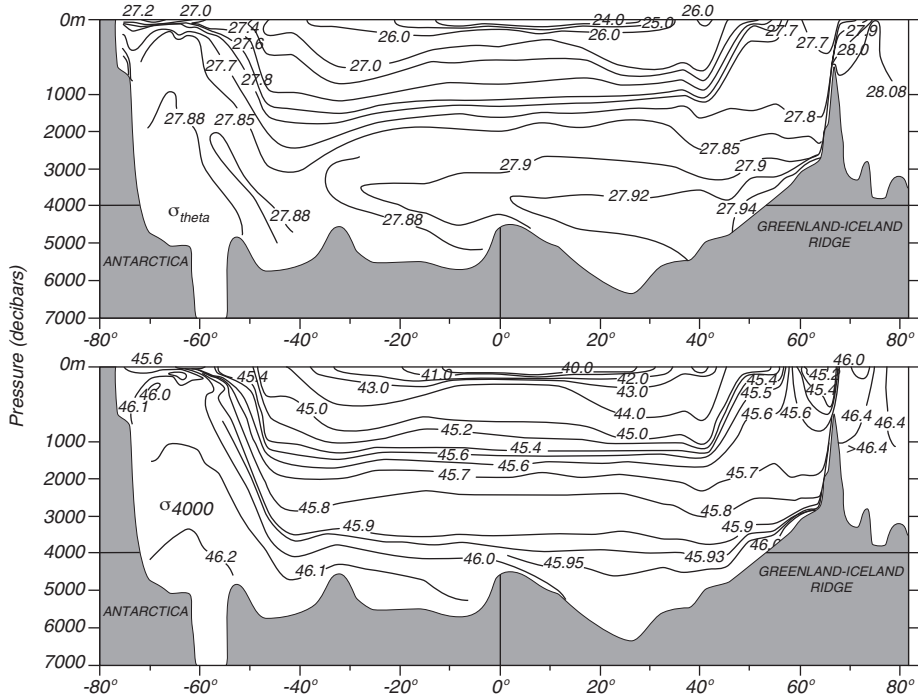 27.2 27.0
24.0 25.0 26.0
0m
27.4 26.0 26.0 27.7 27.9
27.6 27.7 28.0
27.7 27.0
27.8 28.08
1000
27.88 27.85 27.8
2000
27.85
3000 27.9 27.9
27.92
4000 27.94
σtheta 27.88 27.88
GREENLAND-ICELAND
RIDGE
5000
ANTARCTICA
6000
7000
-80° -60° -40° -20° 0° 20° 40° 60° 80°
Pressure (decibars)
45.6 46.0
0m
45.4 41.0 40.0 42.0 45.4 45.2
43.0 43.0 45.5 45.4
46.0
46.1 45.0 44.0 45.6 45.6 46.4 46.4
45.2 45.0
1000 >46.4
45.6 45.4
45.6
2000 45.7 45.7
σ4000 45.8 45.8
3000
45.9 45.9
46.0
4000
46.2 46.0 45.95 45.93
46.1
GREENLAND-ICELAND
RIDGE
5000
ANTARCTICA
6000
7000
-80° -60° -40° -20° 0° 20° 40° 60° 80°